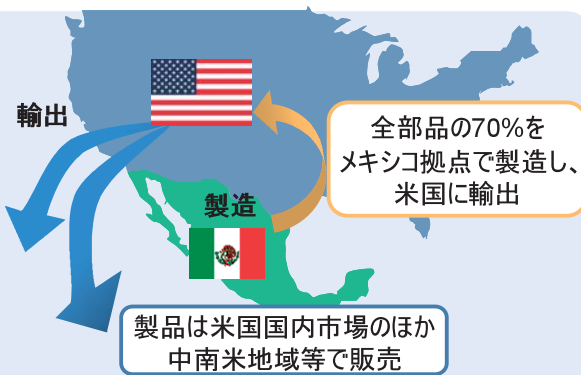 輸出
全部品の70%を
メキシコ拠点で製造し、
米国に輸出
製造
製品は米国国内市場のほか
中南米地域等で販売